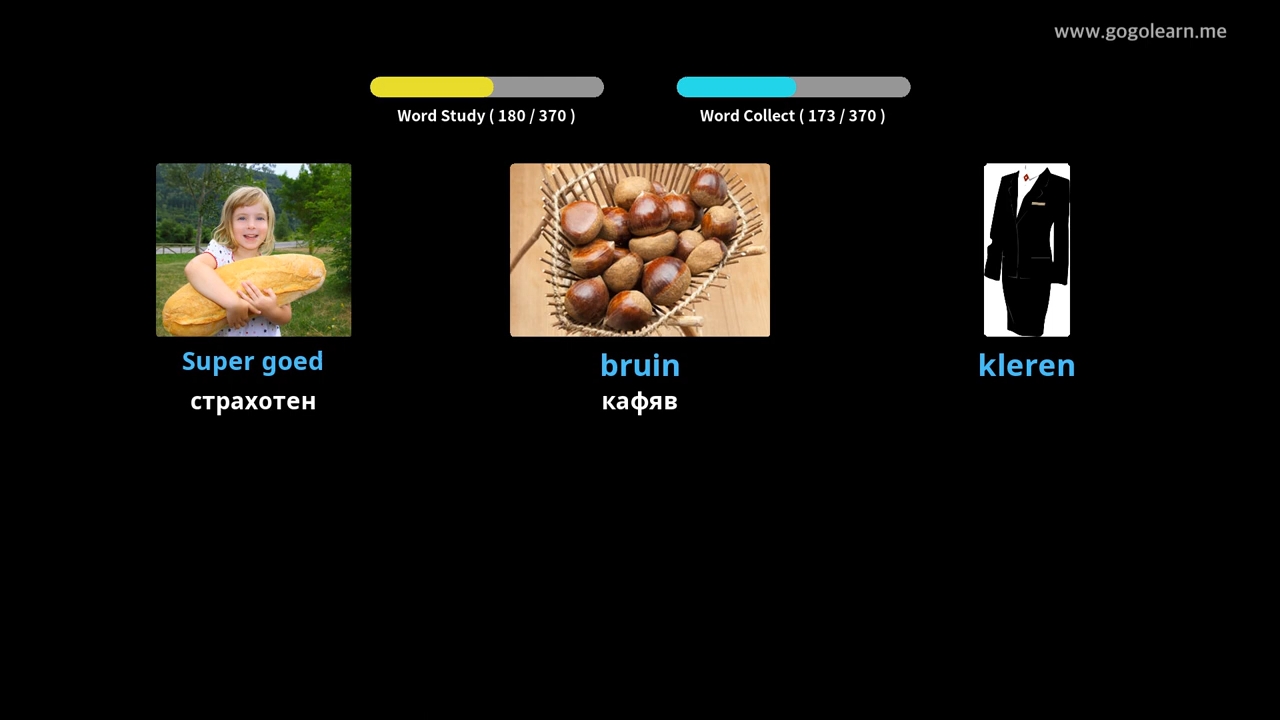 www.gogolearn.me
Word Study ( 180 / 370 )
Word Collect ( 173 / 370 )
Super goed
страхотен
bruin
кафяв
kleren